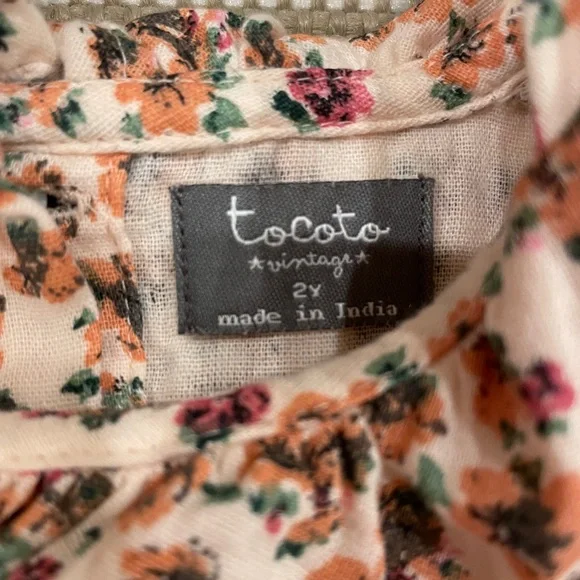 tocoto
★vintage★
2Y
made in India